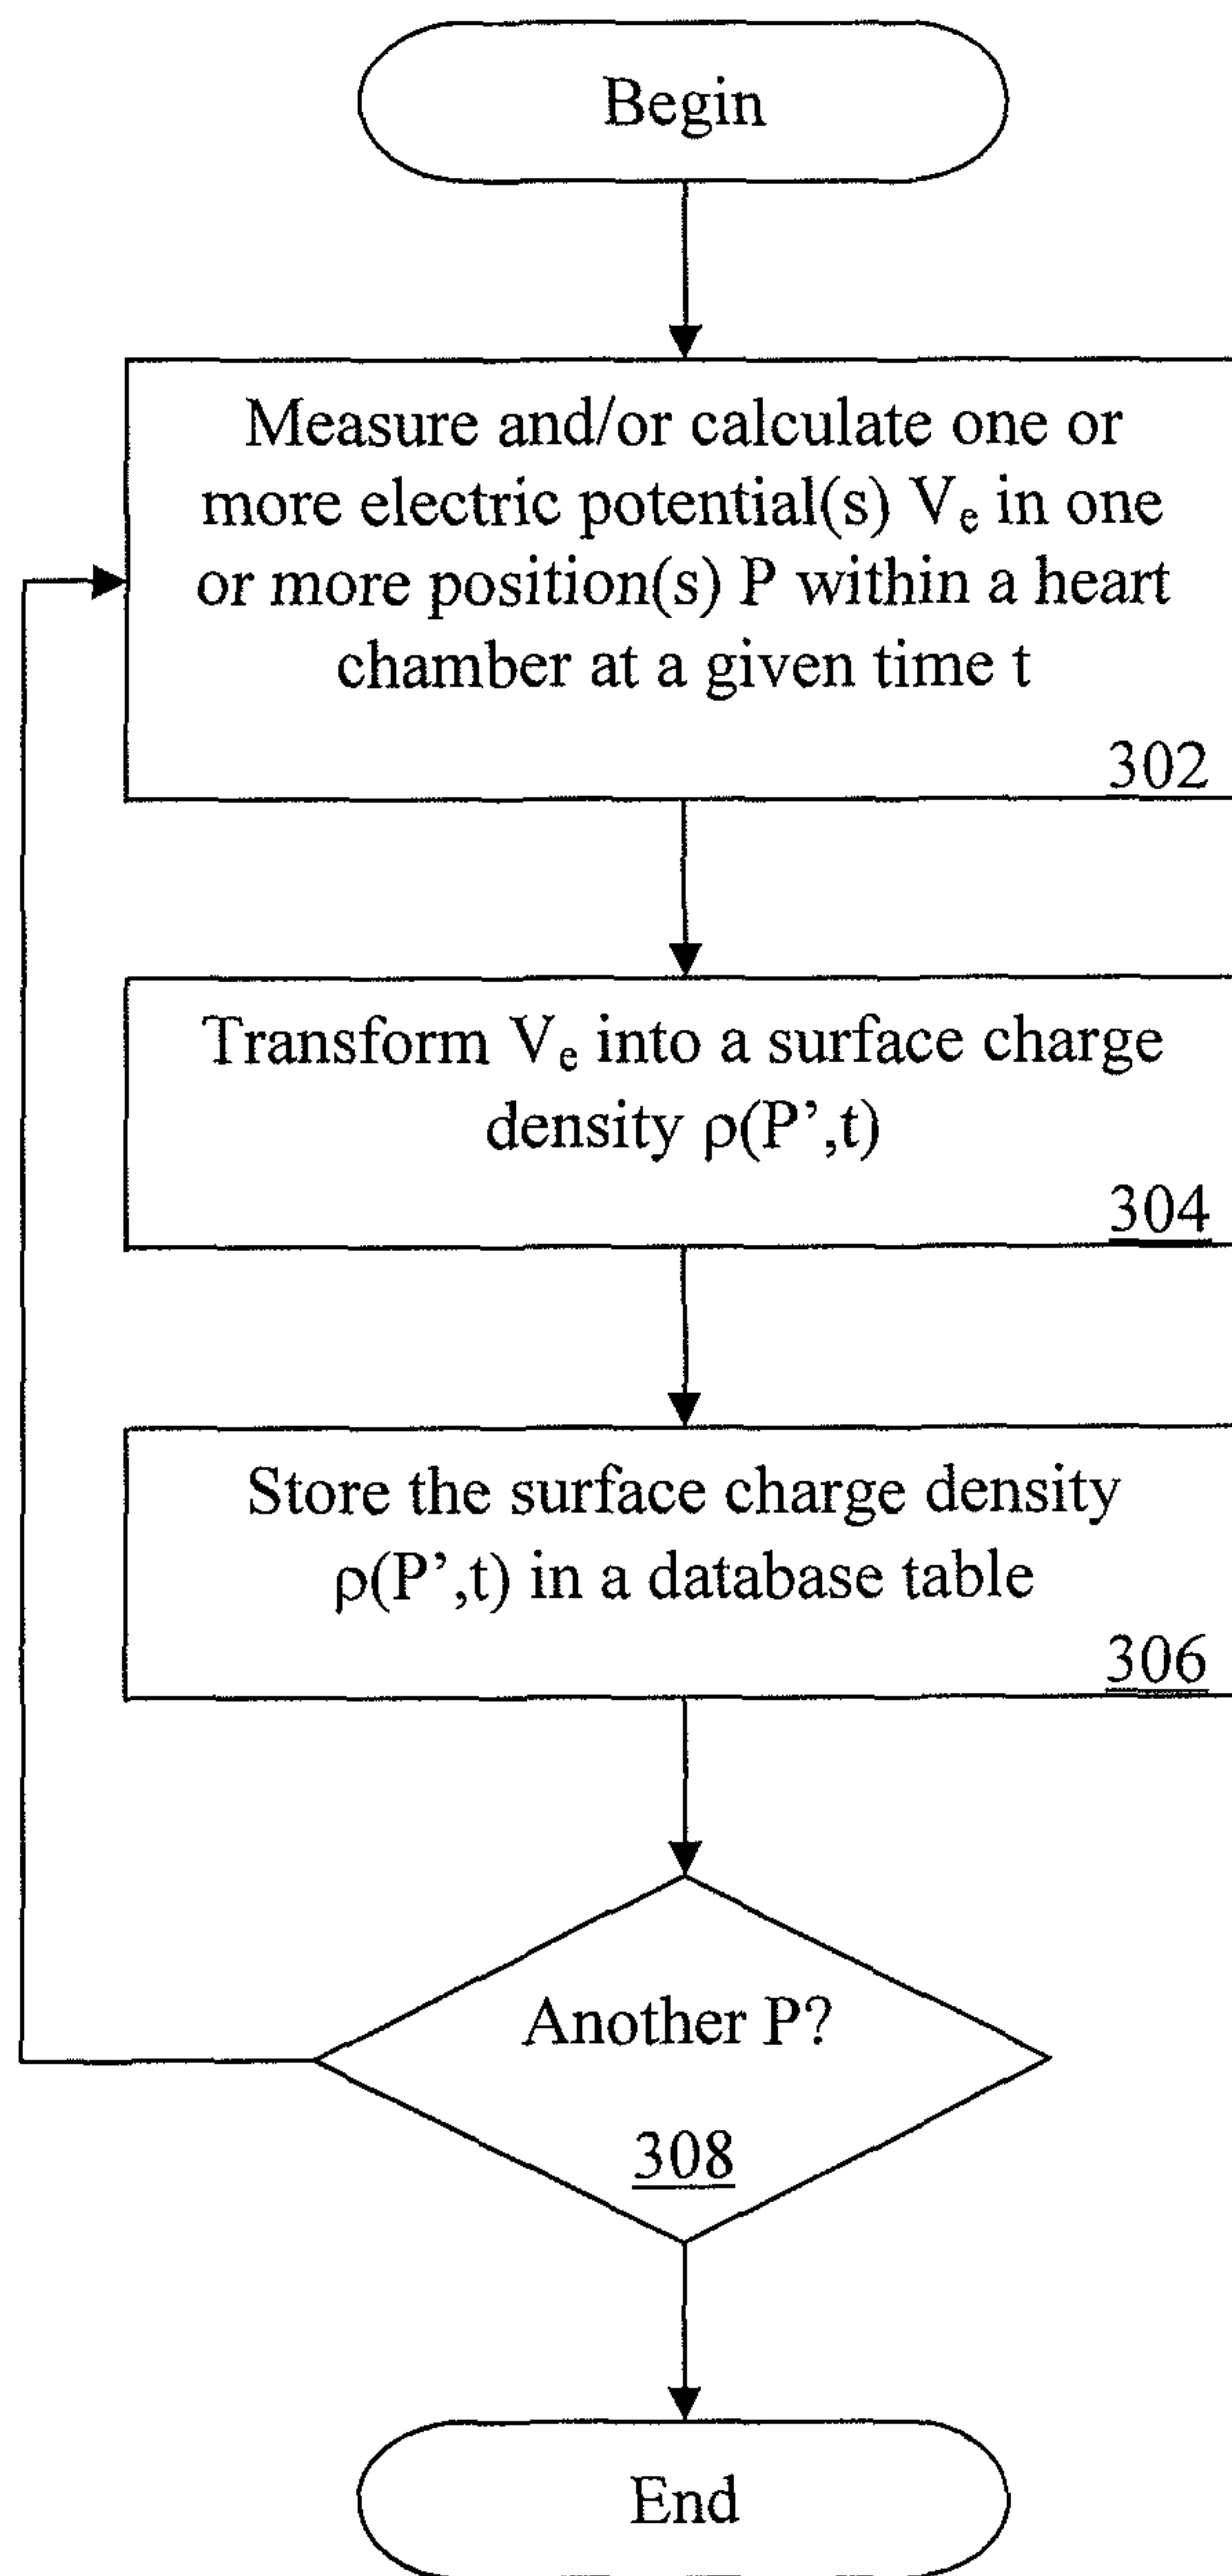 Begin
Measure and/or calculate one or
more electric potential(s) Vₑ in one
or more position(s) P within a heart
chamber at a given time t
302
Transform Vₑ into a surface charge
density ρ(P’,t)
304
Store the surface charge density
ρ(P’,t) in a database table
306
Another P?
308
End